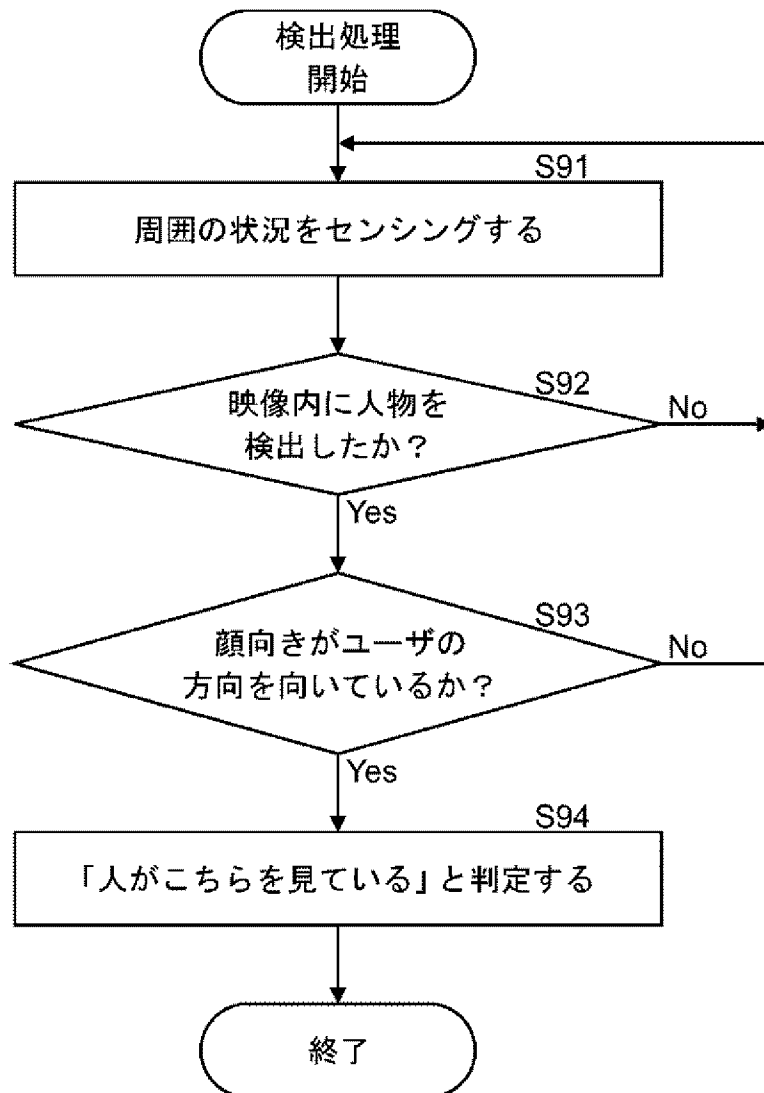 検出処理
開始
S91
周囲の状況をセンシングする
S92
映像内に人物を
検出したか？
No
Yes
S93
顔向きがユーザの
方向を向いているか？
No
Yes
S94
「人がこちらを見ている」と判定する
終了